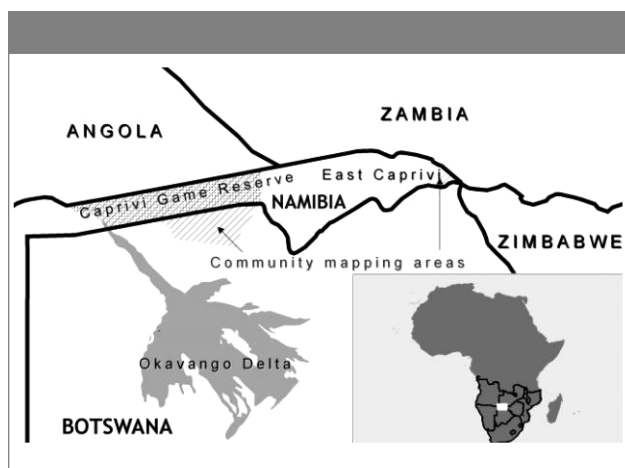 ZAMBIA
ANGOLA
East Caprivi
Caprivi Game Reserve
NAMIBIA
ZIMBABWE
Community mapping areas
Okavango Delta
BOTSWANA